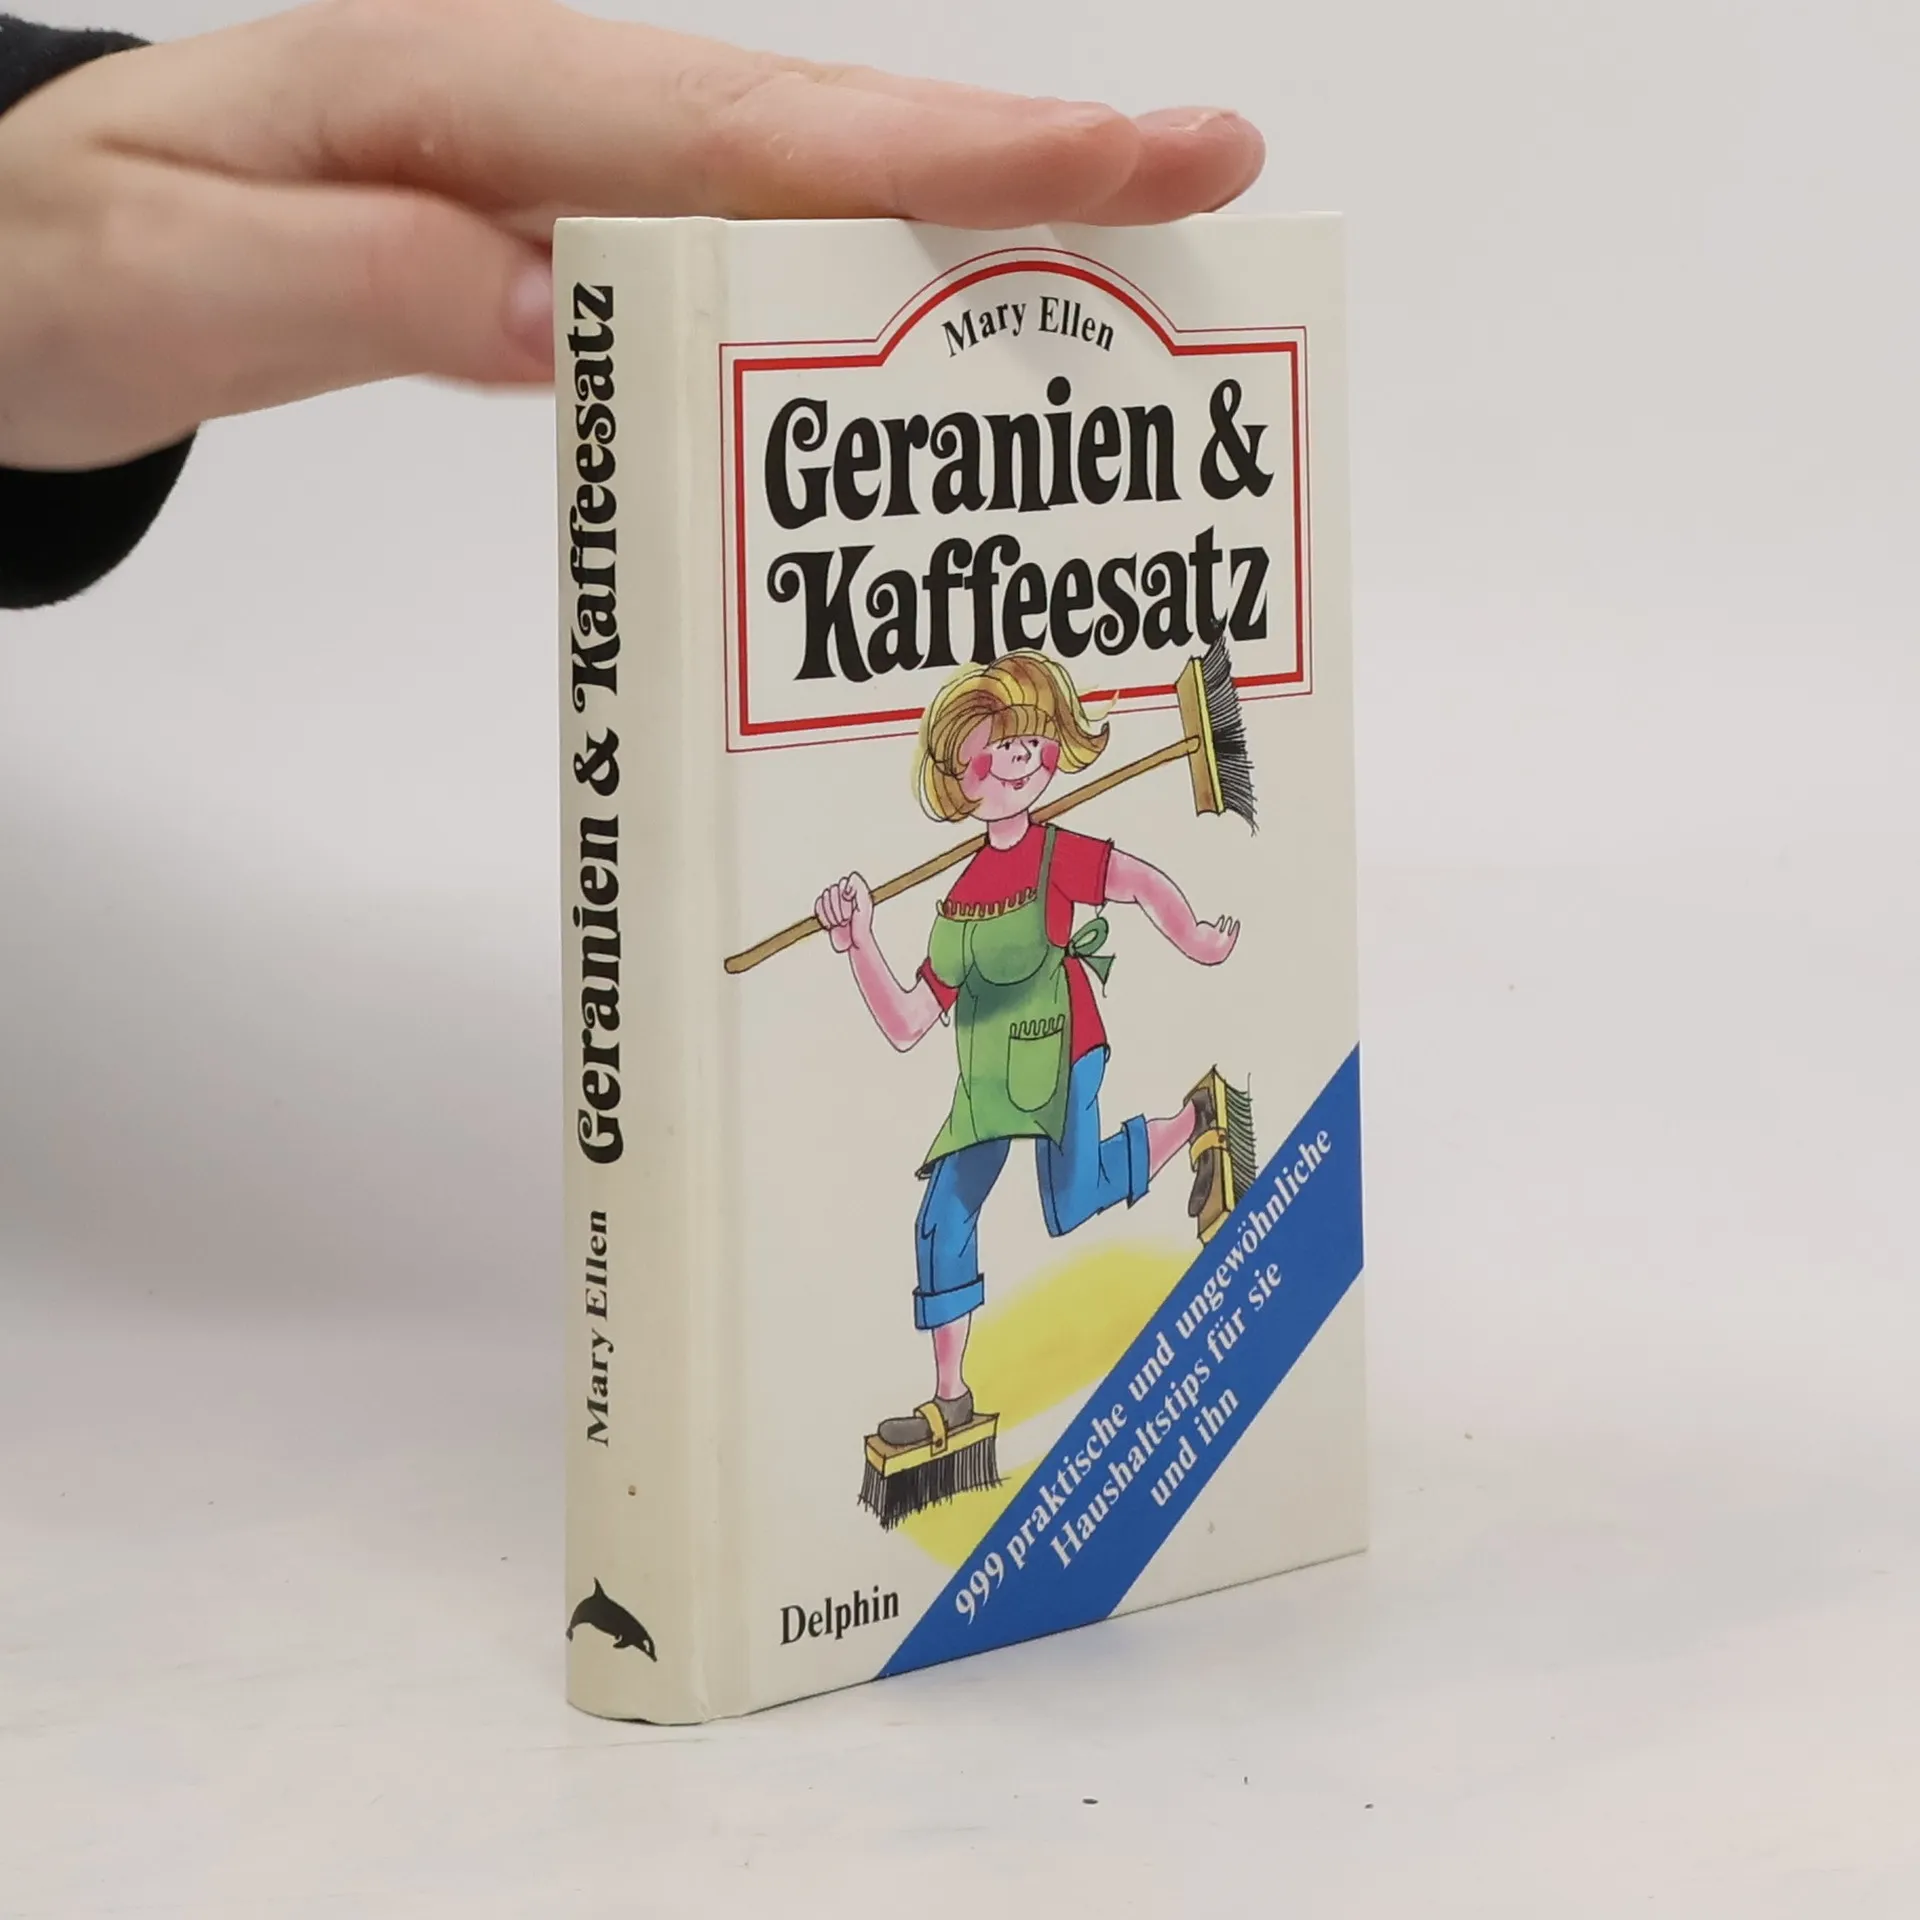 Mary Ellen Geranien & Kaffeesatz
Mary Ellen
Geranien &
Kaffeesatz
999 praktische und ungewöhnliche
Haushaltstips für sie
und ihn
Delphin